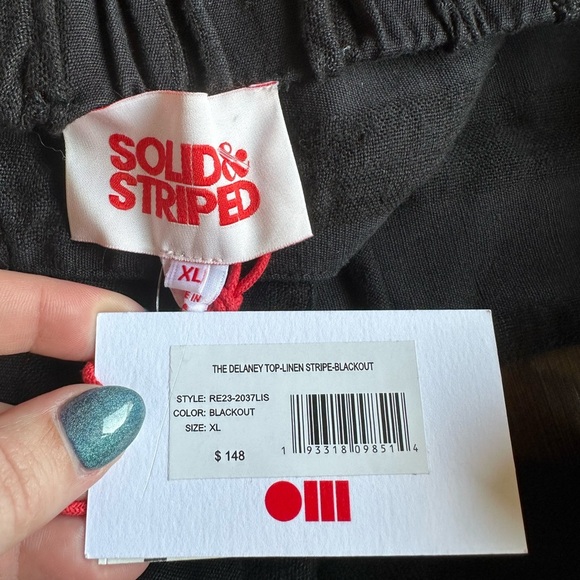 SOLID&
STRIPED
XL
E IN
THE DELANEY TOP-LINEN STRIPE-BLACKOUT
STYLE: RE23-2037LIS
COLOR: BLACKOUT
SIZE: XL
$ 148
1 93318 09851 4